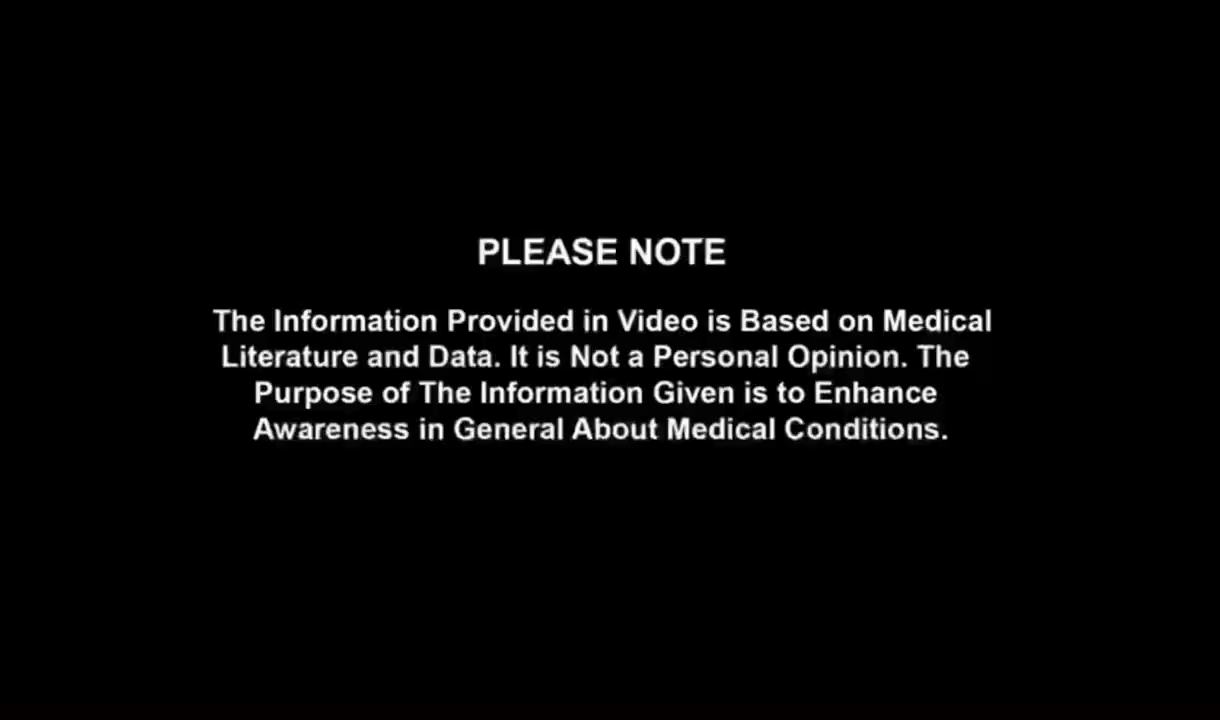 PLEASE NOTE
The Information Provided in Video is Based on Medical
Literature and Data. It is Not a Personal Opinion. The
Purpose of The Information Given is to Enhance
Awareness in General About Medical Conditions.